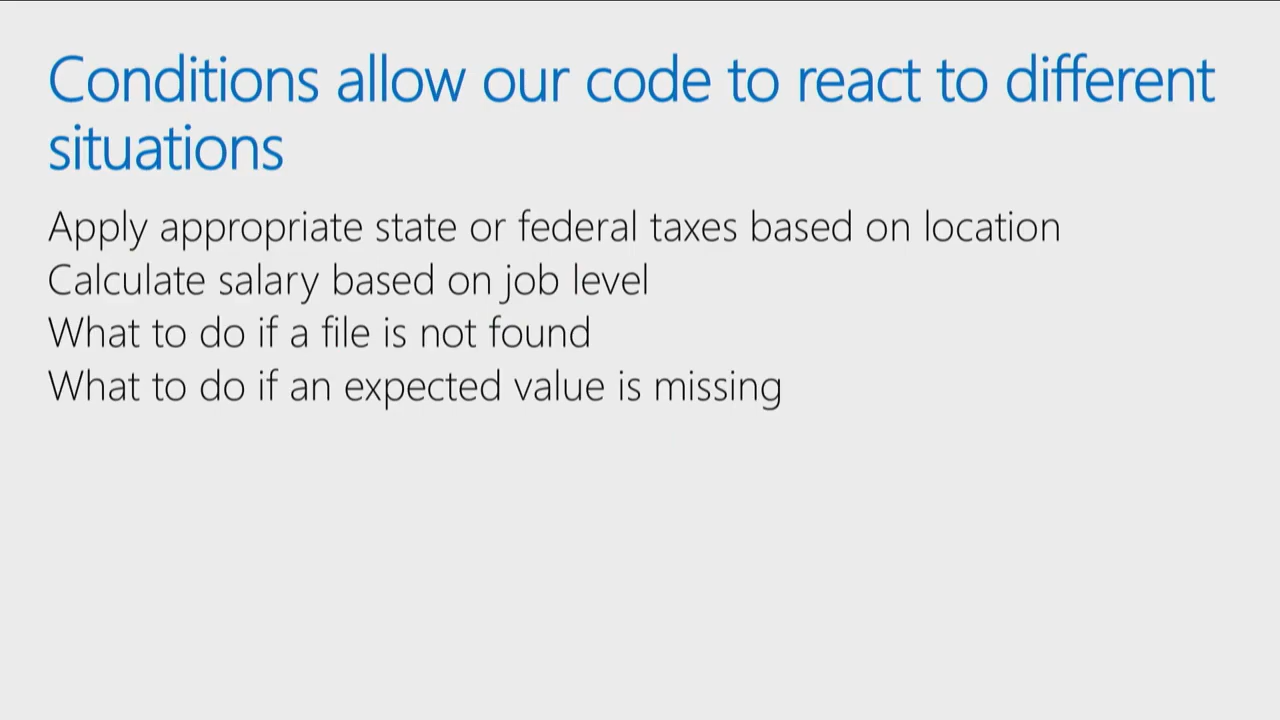 Conditions allow our code to react to different
situations
Apply appropriate state or federal taxes based on location
Calculate salary based on job level
What to do if a file is not found
What to do if an expected value is missing